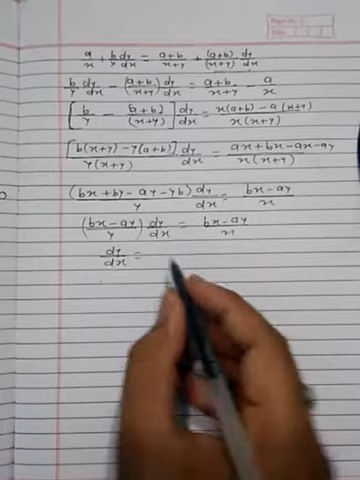 a/x + b/y dy/dx = a+b/x+y + (a+b)/(x+y) dy/dx
b/y dy/dx - (a+b/x+y) dy/dx = a+b/x+y - a/x
[b/y - (a+b)/(x+y)] dy/dx = x(a+b) - a(x+y)/x(x+y)
[b(x+y) - y(a+b)]/y(x+y) dy/dx = ax+bx-ax-ay/x(x+y)
(bx+by-ay-yb)/y dy/dx = bx-ay/x
(bx-ay/y) dy/dx = bx-ay/x
dy/dx =